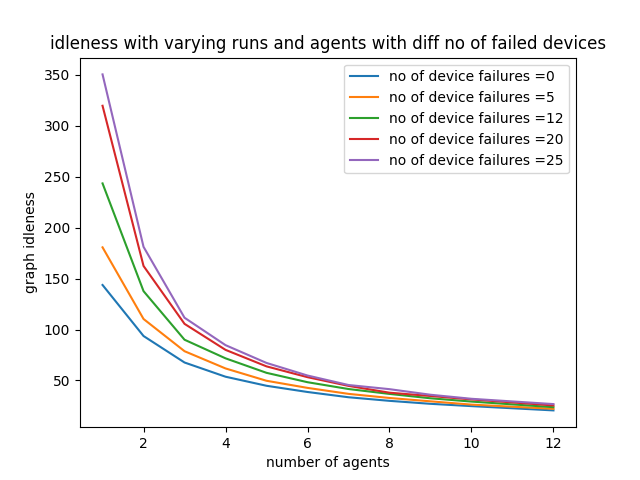 idleness with varying runs and agents with diff no of failed devices
350
300
250
200
150
100
50
graph idleness
no of device failures =0
no of device failures =5
no of device failures =12
no of device failures =20
no of device failures =25
2 4 6 8 10 12
number of agents